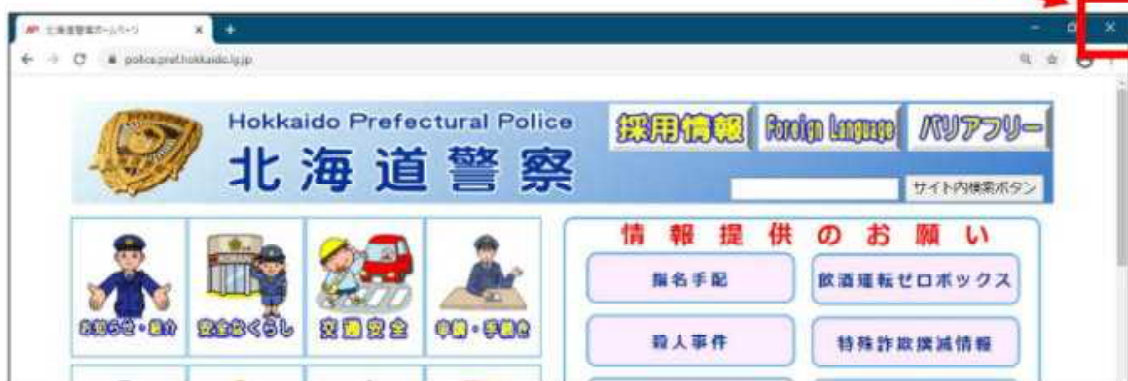 北海道警察ホームページ
police.pref.hokkaido.lg.jp
Hokkaido Prefectural Police
北海道警察
採用情報
Foreign Language
バリアフリー
サイト内検索ボタン
お知らせ・紹介
安全なくらし
交通安全
申請・手続き
情報提供のお願い
指名手配
飲酒運転ゼロボックス
殺人事件
特殊詐欺撲滅情報